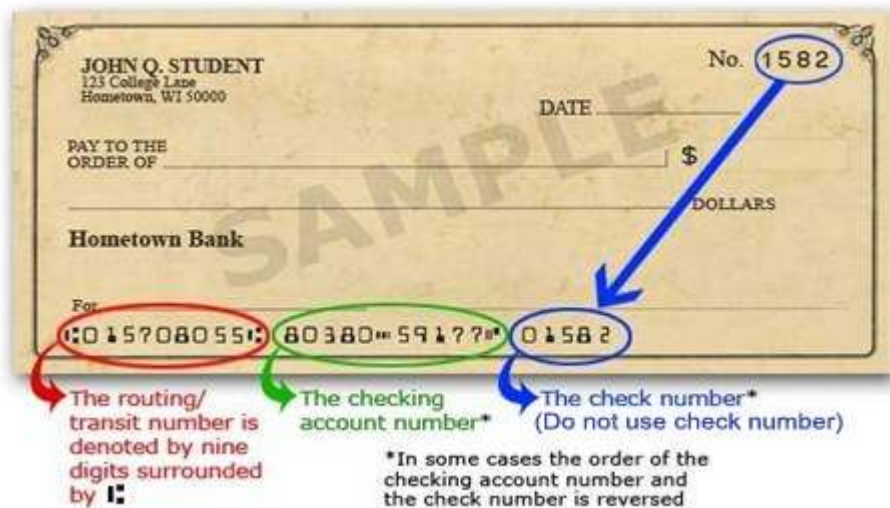 JOHN Q. STUDENT
123 College Lane
Hometown, WI 50000
No. 1582
DATE
PAY TO THE
ORDER OF
$
SAMPLE
DOLLARS
Hometown Bank
For
⑆015708055⑆ 80380⑉59177⑈ 01582
The routing/
transit number is
denoted by nine
digits surrounded
by ⑆
The checking
account number*
The check number*
(Do not use check number)
*In some cases the order of the
checking account number and
the check number is reversed